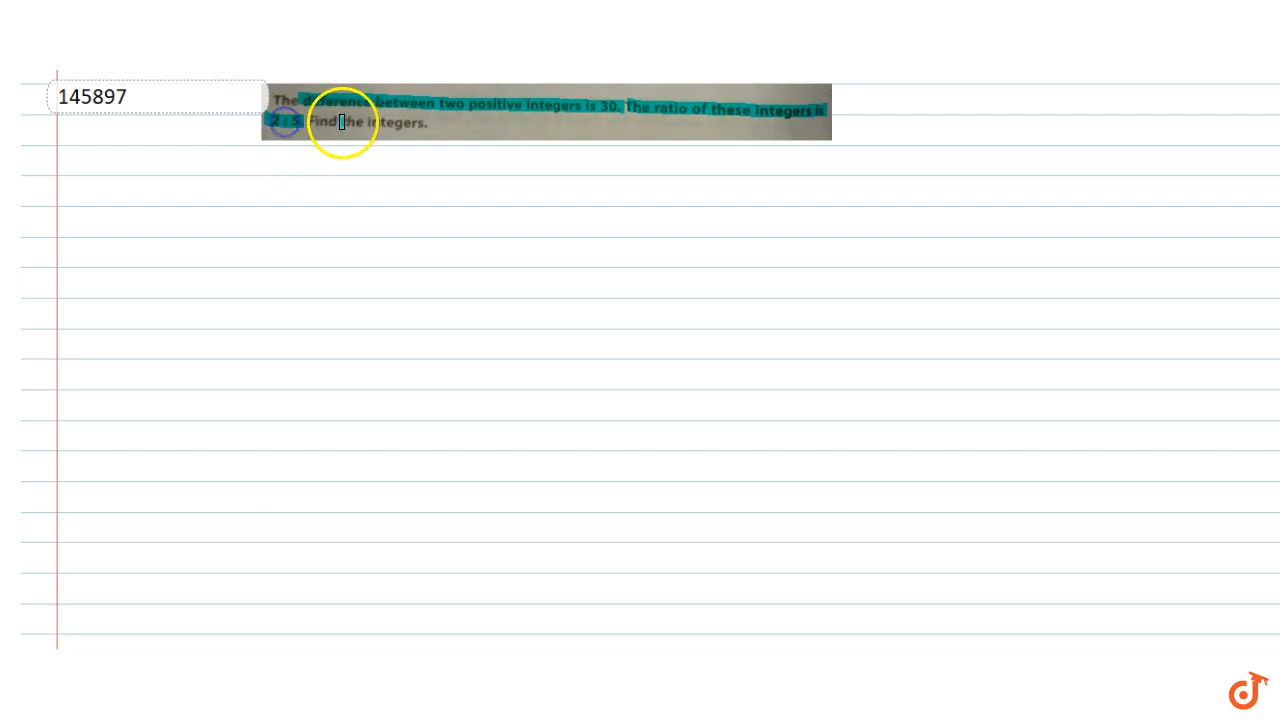 145897
The difference between two positive integers is 30. The ratio of these integers is
2 : 5. Find the integers.